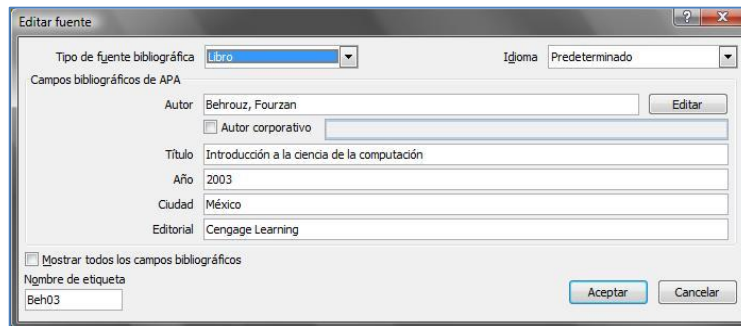 Editar fuente
Tipo de fuente bibliográfica Libro Idioma Predeterminado
Campos bibliográficos de APA
Autor Behrouz, Fourzan Editar
Autor corporativo
Título Introducción a la ciencia de la computación
Año 2003
Ciudad México
Editorial Cengage Learning
Mostrar todos los campos bibliográficos
Nombre de etiqueta
Beh03 Aceptar Cancelar